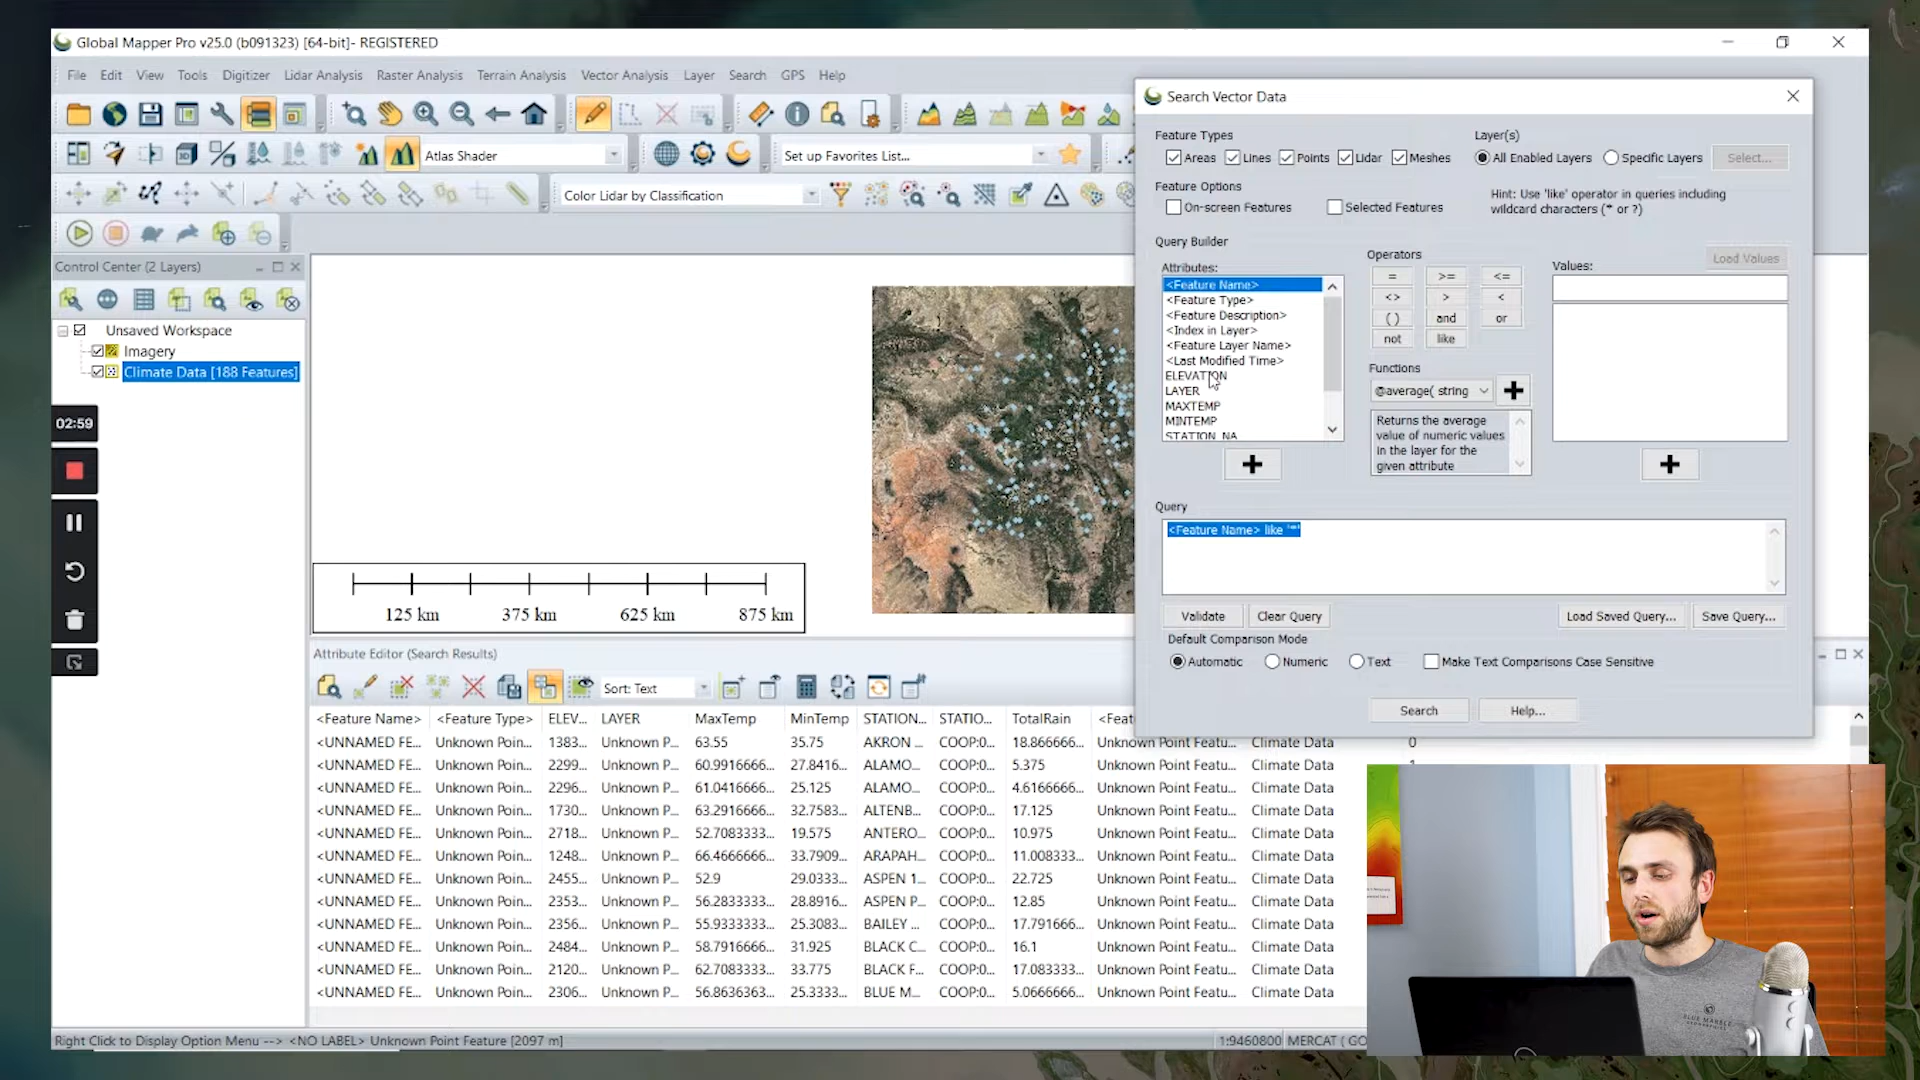 Global Mapper Pro v25.0 (b091323) [64-bit]- REGISTERED
File Edit View Tools Digitizer Lidar Analysis Raster Analysis Terrain Analysis Vector Analysis Layer Search GPS Help
Atlas Shader
Set up Favorites List...
Color Lidar by Classification
Control Center (2 Layers)
Unsaved Workspace
Imagery
Climate Data [188 Features]
02:59
125 km 375 km 625 km 875 km
Search Vector Data
Feature Types
Areas Lines Points Lidar Meshes
Layer(s)
All Enabled Layers Specific Layers Select...
Feature Options
On-screen Features Selected Features
Hint: Use 'like' operator in queries including
wildcard characters (* or ?)
Query Builder
Attributes:
<Feature Name>
<Feature Type>
<Feature Description>
<Index in Layer>
<Feature Layer Name>
<Last Modified Time>
ELEVATION
LAYER
MAXTEMP
MINTEMP
STATION_NA
Operators
= >= <=
<> > <
( ) and or
not like
Functions
@average( string
Returns the average
value of numeric values
in the layer for the
given attribute
Load Values
Values:
Query
<Feature Name> like '*'
Validate Clear Query Load Saved Query... Save Query...
Default Comparison Mode
Automatic Numeric Text Make Text Comparisons Case Sensitive
Search Help...
Attribute Editor (Search Results)
Sort: Text
<Feature Name> <Feature Type> ELEV... LAYER MaxTemp MinTemp STATION... STATIO... TotalRain <Feat
<UNNAMED FE... Unknown Poin... 1383... Unknown P... 63.55 35.75 AKRON ... COOP:0... 18.866666... Unknown Point Featu... Climate Data 0
<UNNAMED FE... Unknown Poin... 2299... Unknown P... 60.9916666... 27.8416... ALAMO... COOP:0... 5.375 Unknown Point Featu... Climate Data 1
<UNNAMED FE... Unknown Poin... 2296... Unknown P... 61.0416666... 25.125 ALAMO... COOP:0... 4.6166666... Unknown Point Featu... Climate Data
<UNNAMED FE... Unknown Poin... 1730... Unknown P... 63.2916666... 32.7583... ALTENB... COOP:0... 17.125 Unknown Point Featu... Climate Data
<UNNAMED FE... Unknown Poin... 2718... Unknown P... 52.7083333... 19.575 ANTERO... COOP:0... 10.975 Unknown Point Featu... Climate Data
<UNNAMED FE... Unknown Poin... 1248... Unknown P... 66.4666666... 33.7909... ARAPAH... COOP:0... 11.008333... Unknown Point Featu... Climate Data
<UNNAMED FE... Unknown Poin... 2455... Unknown P... 52.9 29.0333... ASPEN 1... COOP:0... 22.725 Unknown Point Featu... Climate Data
<UNNAMED FE... Unknown Poin... 2353... Unknown P... 56.2833333... 28.8916... ASPEN P... COOP:0... 12.85 Unknown Point Featu... Climate Data
<UNNAMED FE... Unknown Poin... 2356... Unknown P... 55.9333333... 25.3083... BAILEY ... COOP:0... 17.791666... Unknown Point Featu... Climate Data
<UNNAMED FE... Unknown Poin... 2484... Unknown P... 58.7916666... 31.925 BLACK C... COOP:0... 16.1 Unknown Point Featu... Climate Data
<UNNAMED FE... Unknown Poin... 2120... Unknown P... 62.7083333... 33.775 BLACK F... COOP:0... 17.083333... Unknown Point Featu... Climate Data
<UNNAMED FE... Unknown Poin... 2306... Unknown P... 56.8636363... 25.3333... BLUE M... COOP:0... 5.0666666... Unknown Point Featu... Climate Data
Right Click to Display Option Menu --> <NO LABEL> Unknown Point Feature [2097 m]
1:9460800 MERCAT ( GO
BLUE MARBLE